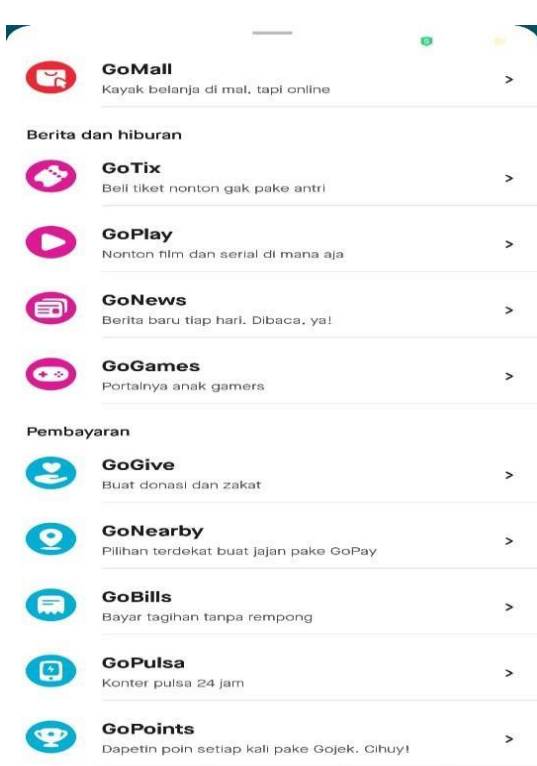 GoMall
Kayak belanja di mal, tapi online
>
Berita dan hiburan
GoTix
Beli tiket nonton gak pake antri
>
GoPlay
Nonton film dan serial di mana aja
>
GoNews
Berita baru tiap hari. Dibaca, ya!
>
GoGames
Portalnya anak gamers
>
Pembayaran
GoGive
Buat donasi dan zakat
>
GoNearby
Pilihan terdekat buat jajan pake GoPay
>
GoBills
Bayar tagihan tanpa rempong
>
GoPulsa
Konter pulsa 24 jam
>
GoPoints
Dapetin poin setiap kali pake Gojek. Cihuy!
>